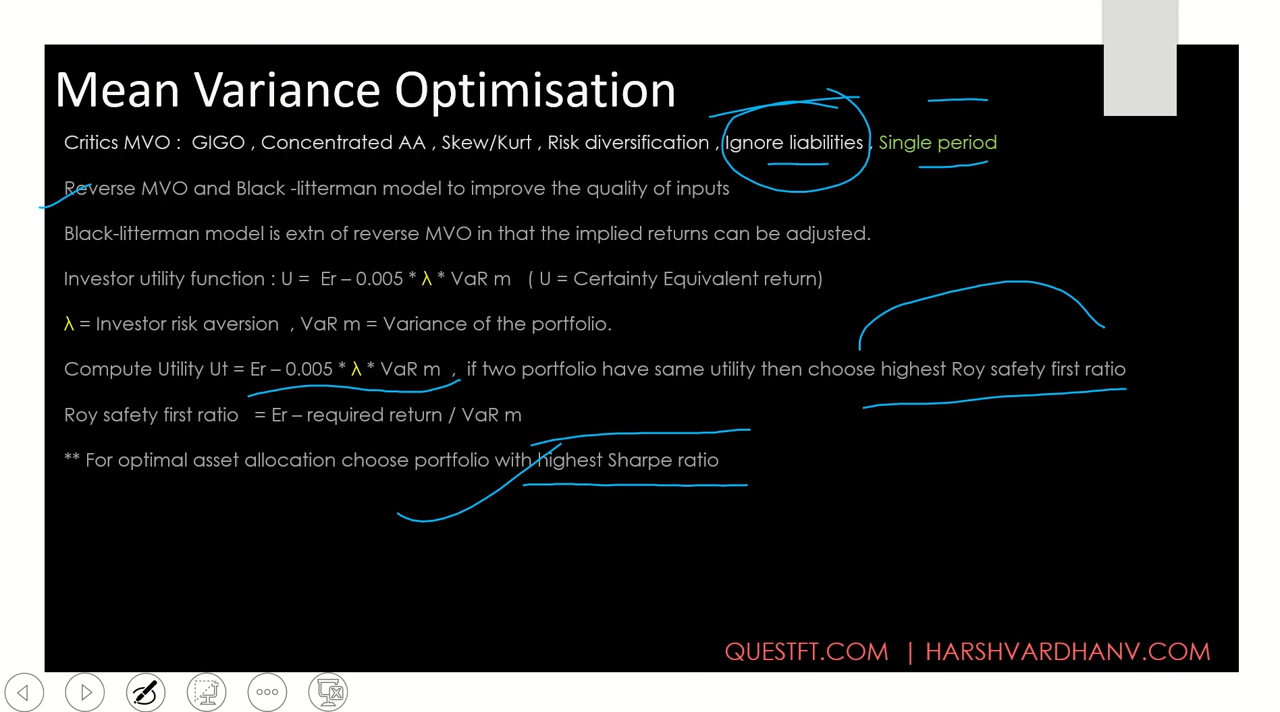 Mean Variance Optimisation
Critics MVO : GIGO , Concentrated AA , Skew/Kurt , Risk diversification , Ignore liabilities , Single period
Reverse MVO and Black -litterman model to improve the quality of inputs
Black-litterman model is extn of reverse MVO in that the implied returns can be adjusted.
Investor utility function : U = Er – 0.005 * λ * VaR m ( U = Certainty Equivalent return)
λ = Investor risk aversion , VaR m = Variance of the portfolio.
Compute Utility Ut = Er – 0.005 * λ * VaR m , if two portfolio have same utility then choose highest Roy safety first ratio
Roy safety first ratio = Er – required return / VaR m
** For optimal asset allocation choose portfolio with highest Sharpe ratio
QUESTFT.COM | HARSHVARDHANV.COM